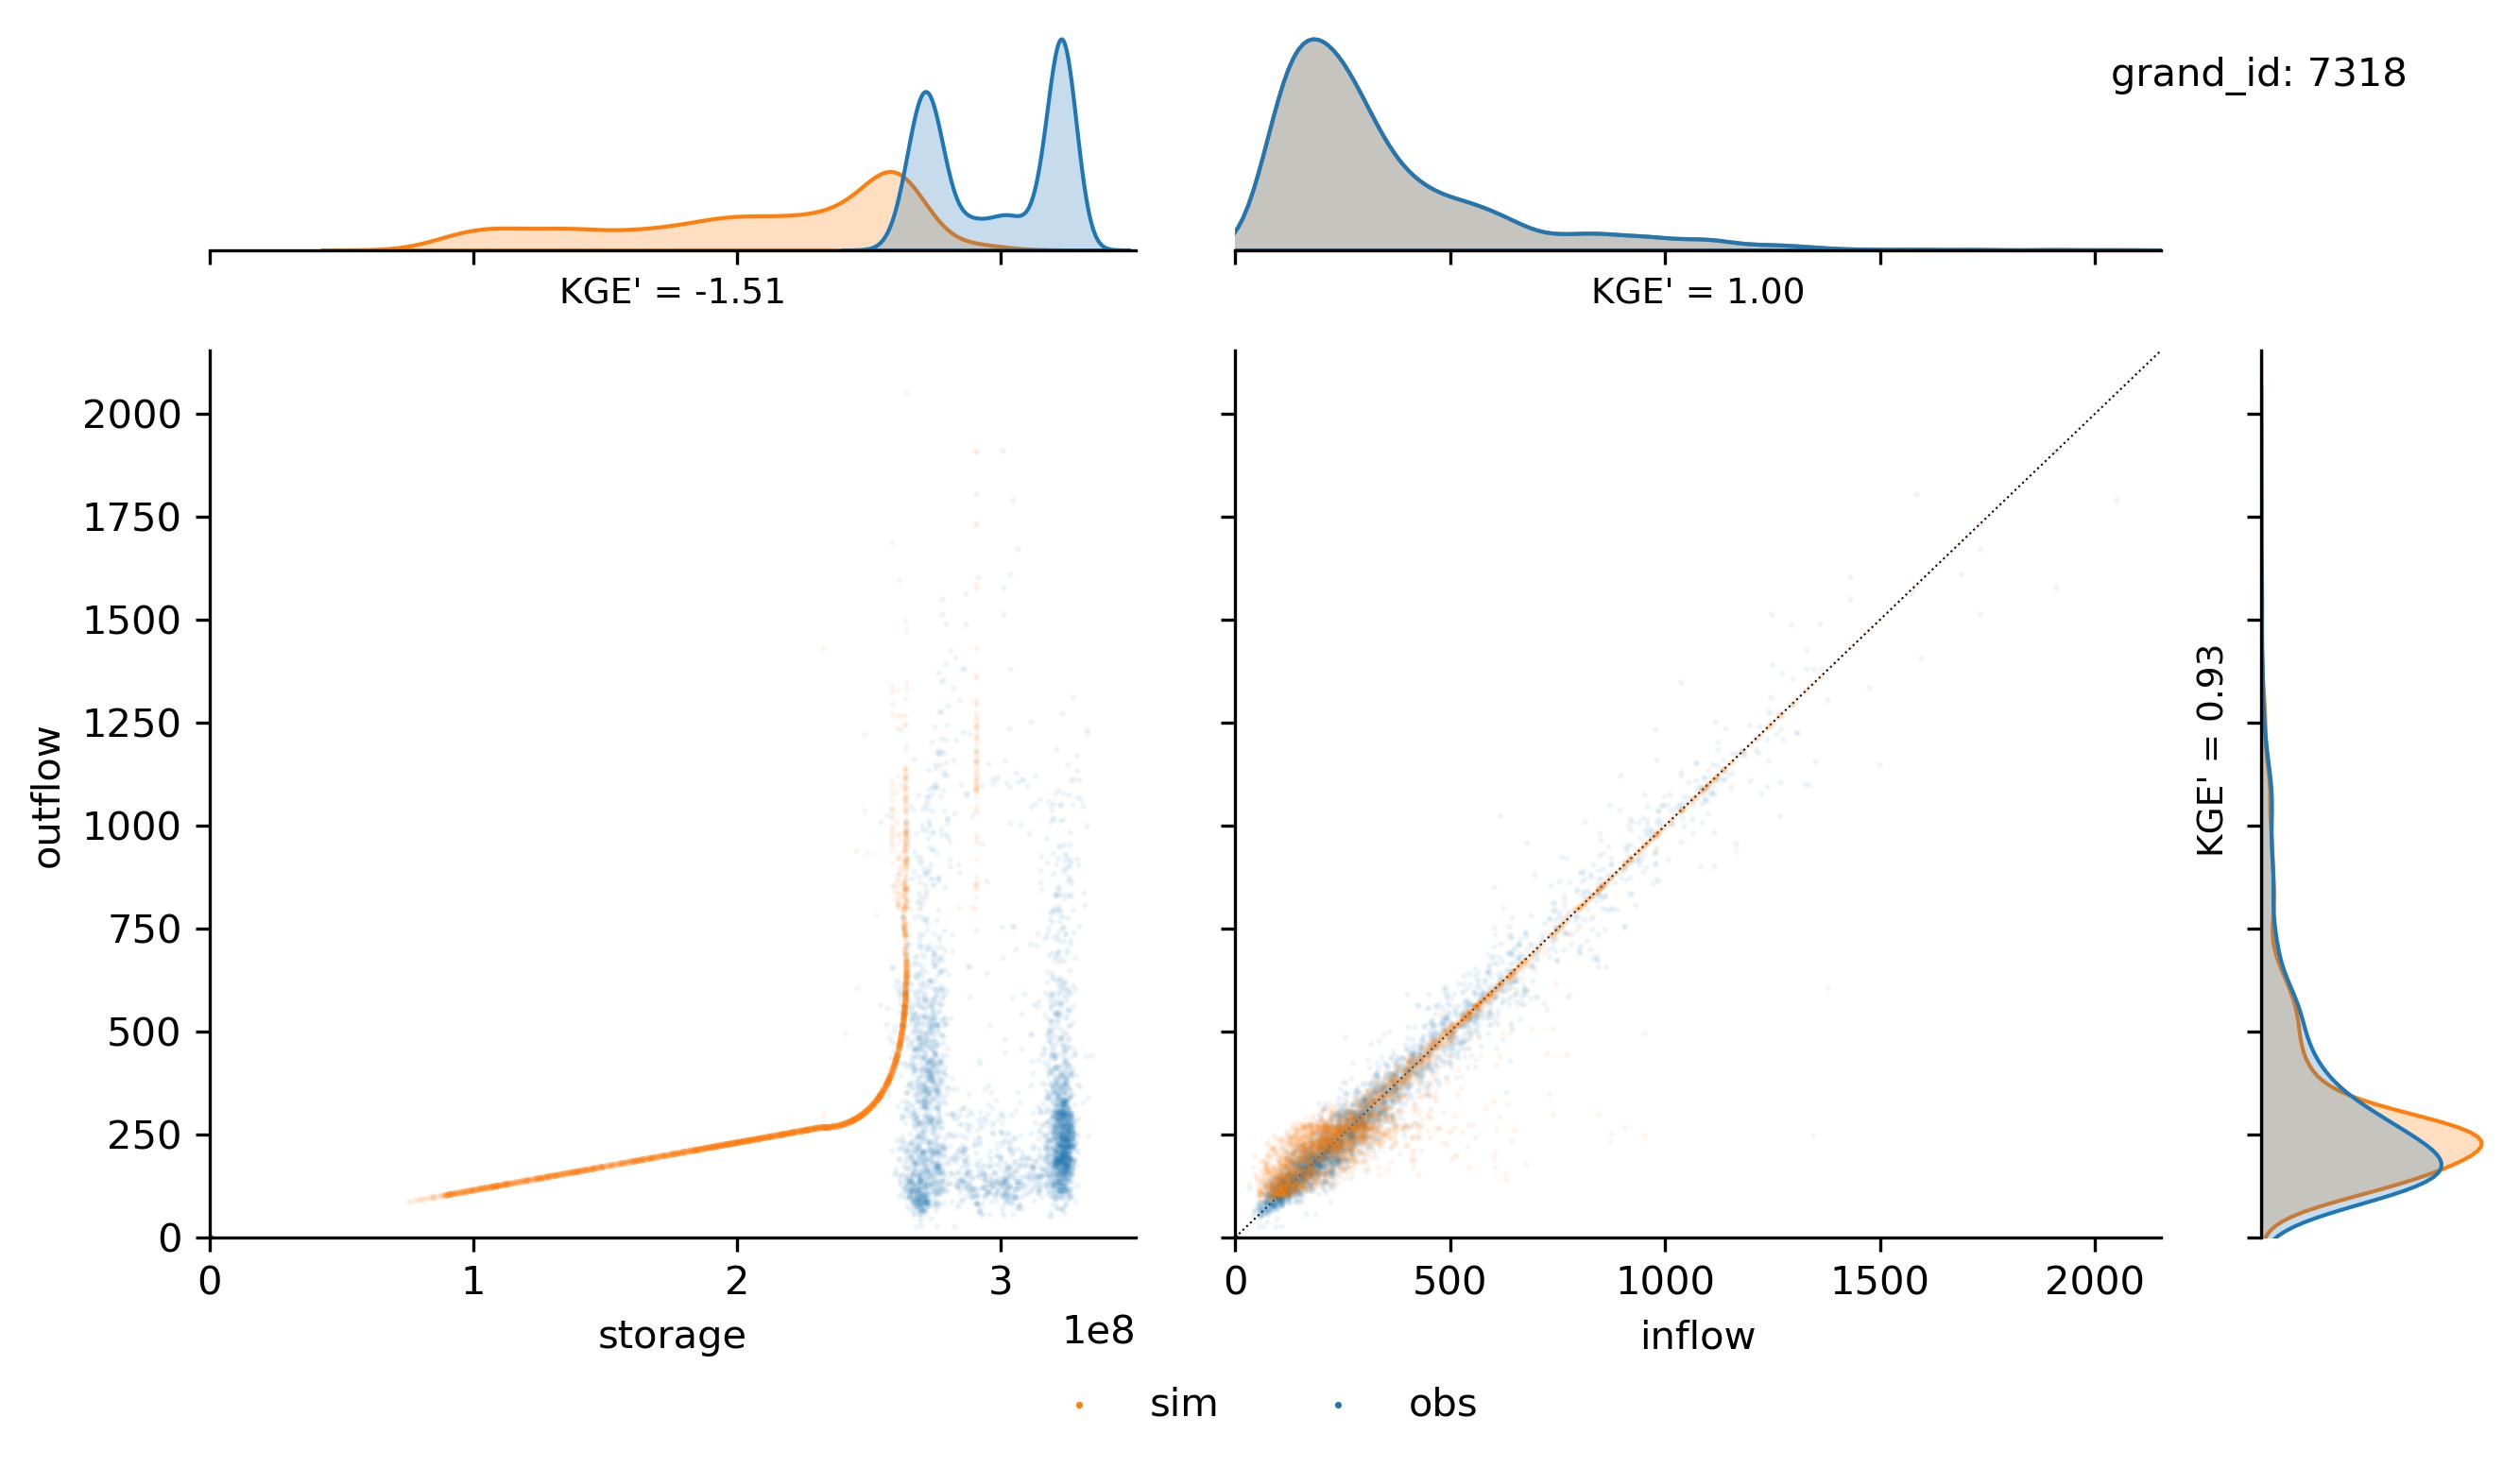 grand_id: 7318
KGE' = -1.51
KGE' = 1.00
outflow
2000
1750
1500
1250
1000
750
500
250
0
KGE' = 0.93
0 1 2 3
1e8
storage
0 500 1000 1500 2000
inflow
sim obs